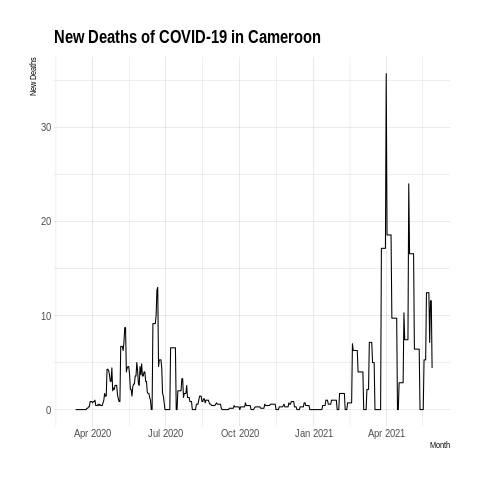 New Deaths of COVID-19 in Cameroon
New Deaths
30
20
10
0
Apr 2020 Jul 2020 Oct 2020 Jan 2021 Apr 2021
Month